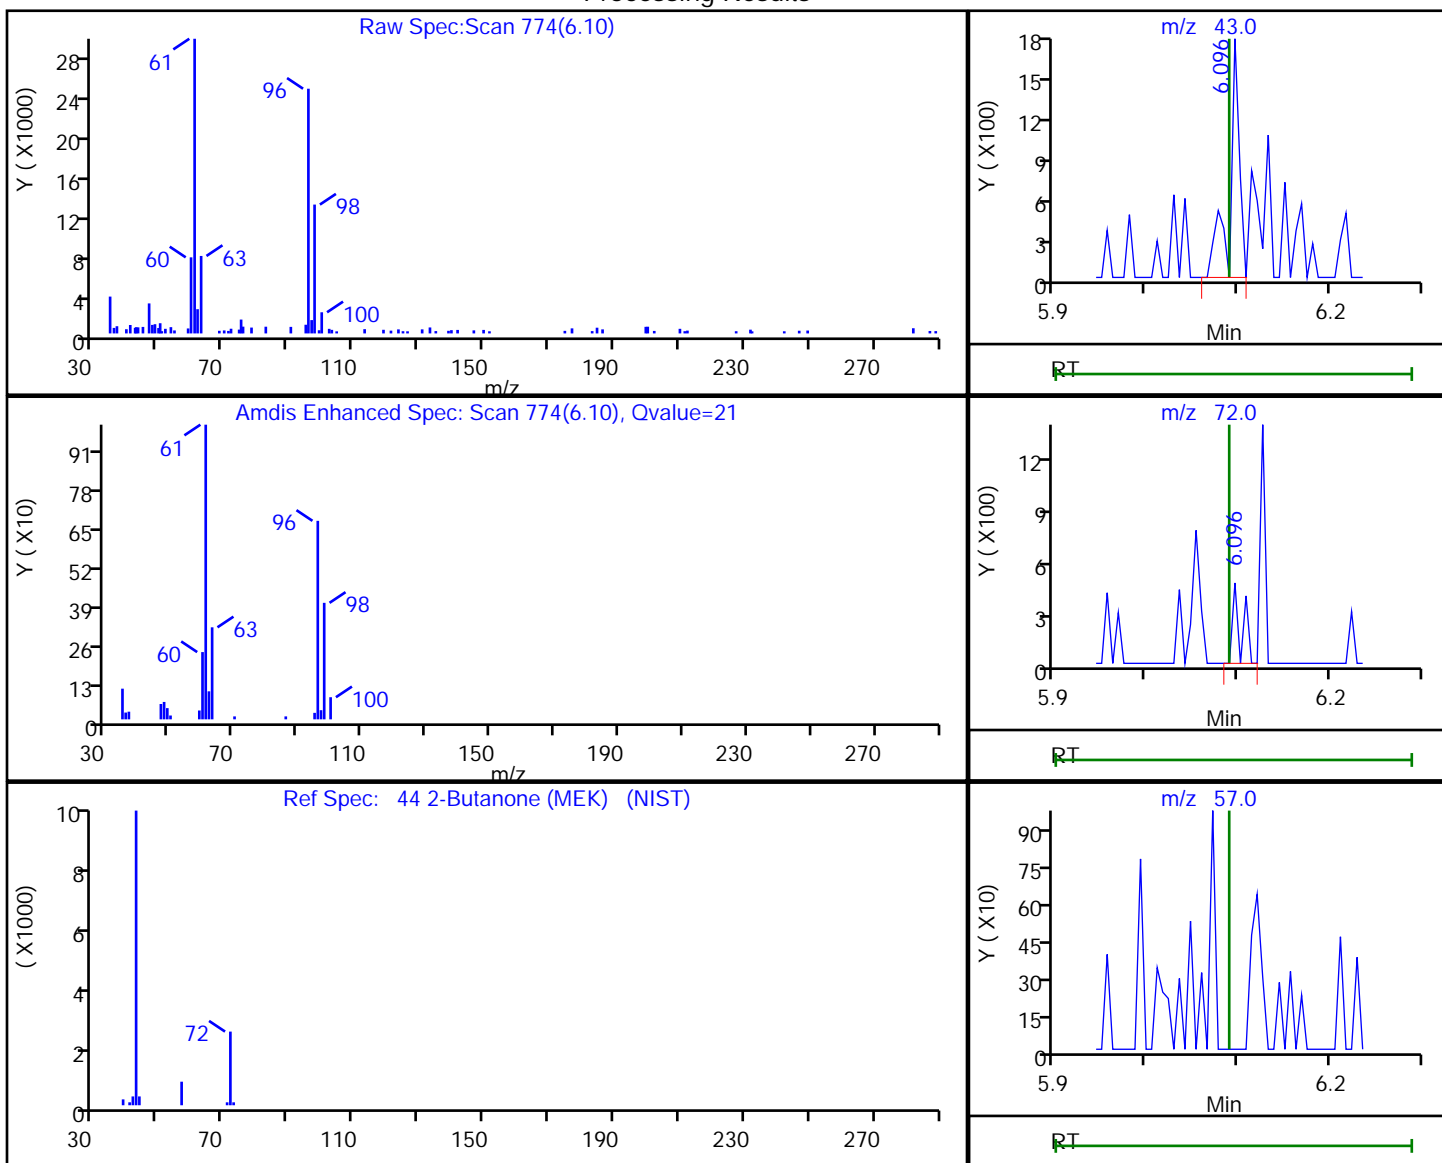 Processing Results
Raw Spec:Scan 774(6.10)
Y ( X1000)
28
24
20
16
12
8
4
0
61
96
98
60
63
100
30 70 110 150 190 230 270
m/z
m/z 43.0
Y ( X100)
18
15
12
9
6
3
0
6.096
5.9 6.2
Min
RT
Amdis Enhanced Spec: Scan 774(6.10), Qvalue=21
Y ( X10)
91
78
65
52
39
26
13
0
61
96
98
60
63
100
30 70 110 150 190 230 270
m/z
m/z 72.0
Y ( X100)
12
9
6
3
0
6.096
5.9 6.2
Min
RT
Ref Spec: 44 2-Butanone (MEK) (NIST)
( X1000)
10
8
6
4
2
0
72
30 70 110 150 190 230 270
m/z 57.0
Y ( X10)
90
75
60
45
30
15
0
5.9 6.2
Min
RT